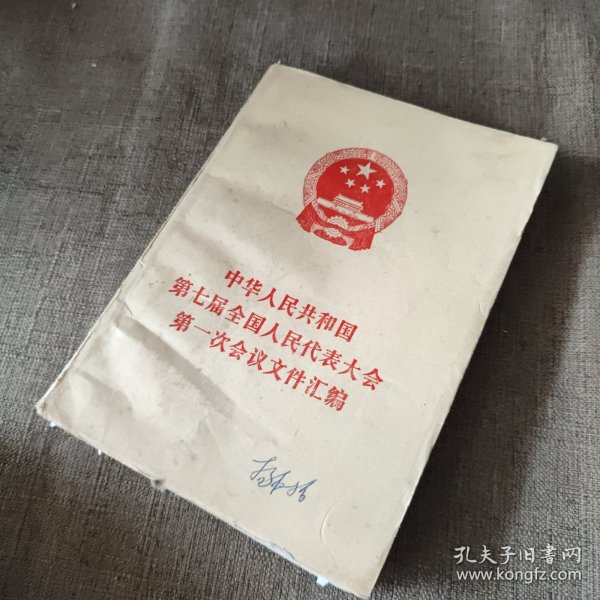 中华人民共和国
第七届全国人民代表大会
第一次会议文件汇编
孔夫子旧書网
www.kongfz.com